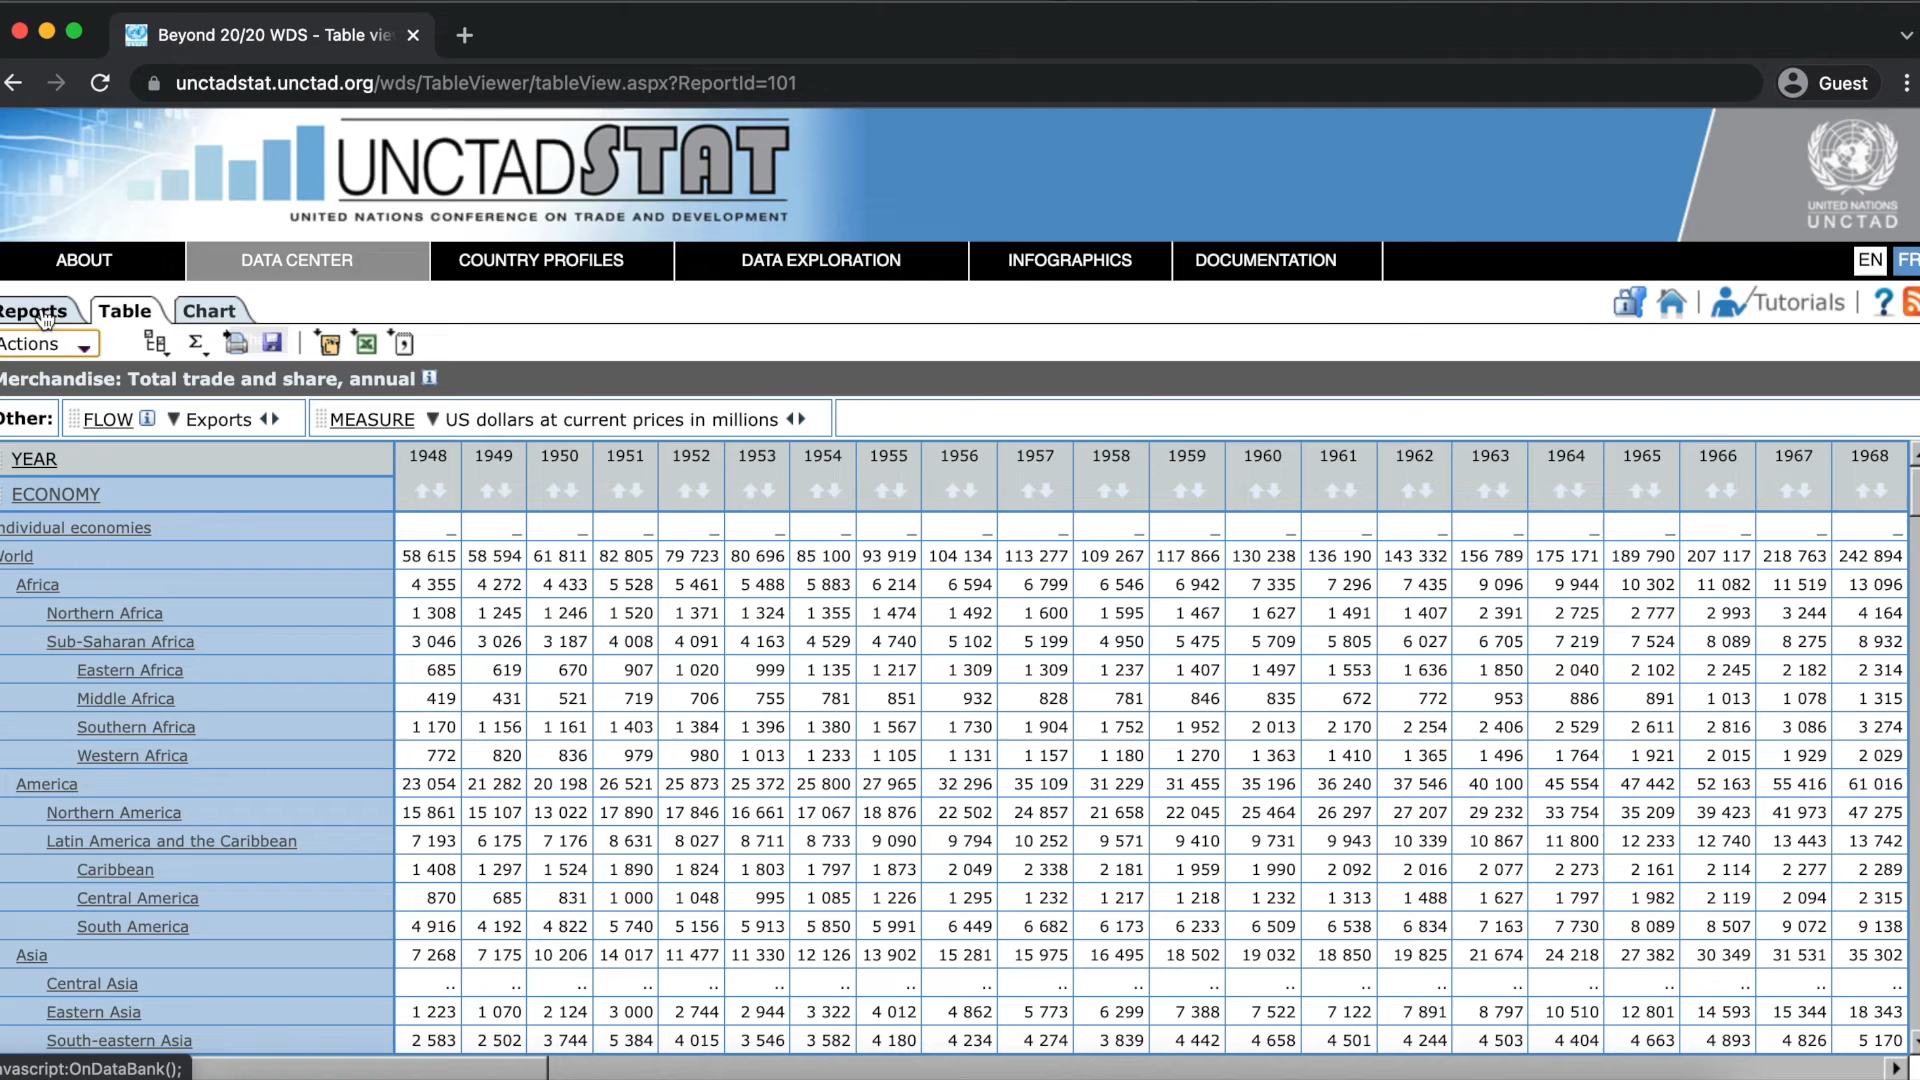 Beyond 20/20 WDS - Table vie
unctadstat.unctad.org/wds/TableViewer/tableView.aspx?ReportId=101
Guest
UNCTADSTAT
UNITED NATIONS CONFERENCE ON TRADE AND DEVELOPMENT
UNITED NATIONS
UNCTAD
ABOUT DATA CENTER COUNTRY PROFILES DATA EXPLORATION INFOGRAPHICS DOCUMENTATION EN FR
Reports Table Chart
Tutorials
Actions
Merchandise: Total trade and share, annual
Other: FLOW Exports MEASURE US dollars at current prices in millions
YEAR 1948 1949 1950 1951 1952 1953 1954 1955 1956 1957 1958 1959 1960 1961 1962 1963 1964 1965 1966 1967 1968
ECONOMY
ndividual economies _ _ _ _ _ _ _ _ _ _ _ _ _ _ _ _ _ _ _ _ _
World 58 615 58 594 61 811 82 805 79 723 80 696 85 100 93 919 104 134 113 277 109 267 117 866 130 238 136 190 143 332 156 789 175 171 189 790 207 117 218 763 242 894
Africa 4 355 4 272 4 433 5 528 5 461 5 488 5 883 6 214 6 594 6 799 6 546 6 942 7 335 7 296 7 435 9 096 9 944 10 302 11 082 11 519 13 096
Northern Africa 1 308 1 245 1 246 1 520 1 371 1 324 1 355 1 474 1 492 1 600 1 595 1 467 1 627 1 491 1 407 2 391 2 725 2 777 2 993 3 244 4 164
Sub-Saharan Africa 3 046 3 026 3 187 4 008 4 091 4 163 4 529 4 740 5 102 5 199 4 950 5 475 5 709 5 805 6 027 6 705 7 219 7 524 8 089 8 275 8 932
Eastern Africa 685 619 670 907 1 020 999 1 135 1 217 1 309 1 309 1 237 1 407 1 497 1 553 1 636 1 850 2 040 2 102 2 245 2 182 2 314
Middle Africa 419 431 521 719 706 755 781 851 932 828 781 846 835 672 772 953 886 891 1 013 1 078 1 315
Southern Africa 1 170 1 156 1 161 1 403 1 384 1 396 1 380 1 567 1 730 1 904 1 752 1 952 2 013 2 170 2 254 2 406 2 529 2 611 2 816 3 086 3 274
Western Africa 772 820 836 979 980 1 013 1 233 1 105 1 131 1 157 1 180 1 270 1 363 1 410 1 365 1 496 1 764 1 921 2 015 1 929 2 029
America 23 054 21 282 20 198 26 521 25 873 25 372 25 800 27 965 32 296 35 109 31 229 31 455 35 196 36 240 37 546 40 100 45 554 47 442 52 163 55 416 61 016
Northern America 15 861 15 107 13 022 17 890 17 846 16 661 17 067 18 876 22 502 24 857 21 658 22 045 25 464 26 297 27 207 29 232 33 754 35 209 39 423 41 973 47 275
Latin America and the Caribbean 7 193 6 175 7 176 8 631 8 027 8 711 8 733 9 090 9 794 10 252 9 571 9 410 9 731 9 943 10 339 10 867 11 800 12 233 12 740 13 443 13 742
Caribbean 1 408 1 297 1 524 1 890 1 824 1 803 1 797 1 873 2 049 2 338 2 181 1 959 1 990 2 092 2 016 2 077 2 273 2 161 2 114 2 277 2 289
Central America 870 685 831 1 000 1 048 995 1 085 1 226 1 295 1 232 1 217 1 218 1 232 1 313 1 488 1 627 1 797 1 982 2 119 2 094 2 315
South America 4 916 4 192 4 822 5 740 5 156 5 913 5 850 5 991 6 449 6 682 6 173 6 233 6 509 6 538 6 834 7 163 7 730 8 089 8 507 9 072 9 138
Asia 7 268 7 175 10 206 14 017 11 477 11 330 12 126 13 902 15 281 15 975 16 495 18 502 19 032 18 850 19 825 21 674 24 218 27 382 30 349 31 531 35 302
Central Asia .. .. .. .. .. .. .. .. .. .. .. .. .. .. .. .. .. .. .. .. ..
Eastern Asia 1 223 1 070 2 124 3 000 2 744 2 944 3 322 4 012 4 862 5 773 6 299 7 388 7 522 7 122 7 891 8 797 10 510 12 801 14 593 15 344 18 343
South-eastern Asia 2 583 2 502 3 744 5 384 4 015 3 546 3 582 4 180 4 234 4 274 3 839 4 442 4 658 4 501 4 244 4 503 4 404 4 663 4 893 4 826 5 170
avascript:OnDataBank();